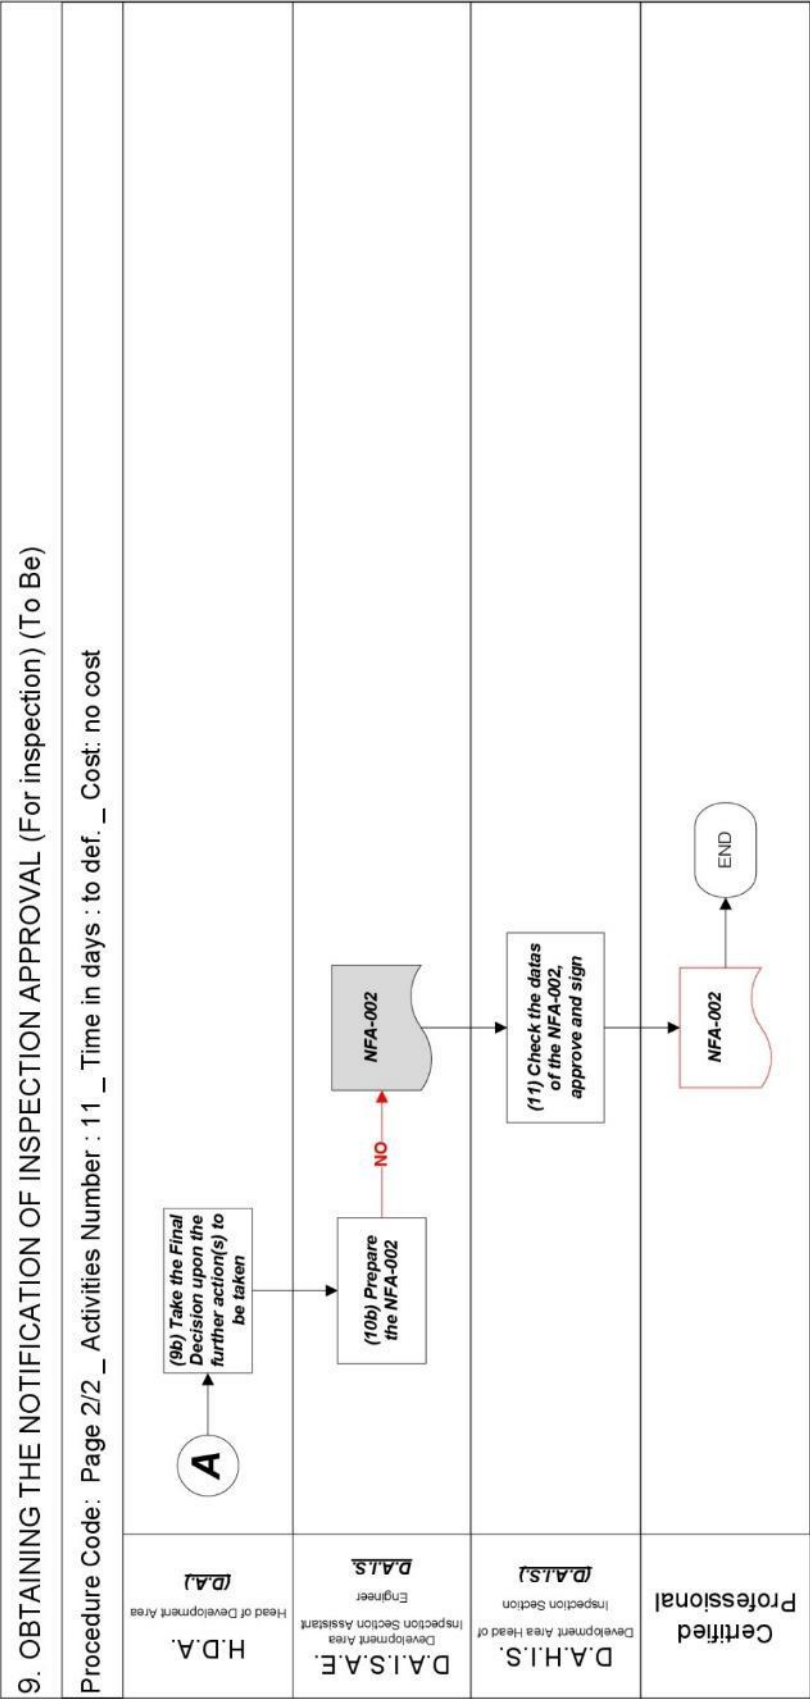 9. OBTAINING THE NOTIFICATION OF INSPECTION APPROVAL (For inspection) (To Be)
Procedure Code: Page 2/2 _ Activities Number : 11 _ Time in days : to def. _ Cost: no cost
H.D.A.
Head of Development Area
(D.A.)
A
(9b) Take the Final
Decision upon the
further action(s) to
be taken
D.A.I.S.A.E.
Development Area
Inspection Section Assistant
Engineer
D.A.I.S.
(10b) Prepare
the NFA-002
NO
NFA-002
D.A.H.I.S.
Development Area Head of
Inspection Section
(D.A.I.S.)
(11) Check the datas
of the NFA-002,
approve and sign
Certified
Professional
NFA-002
END